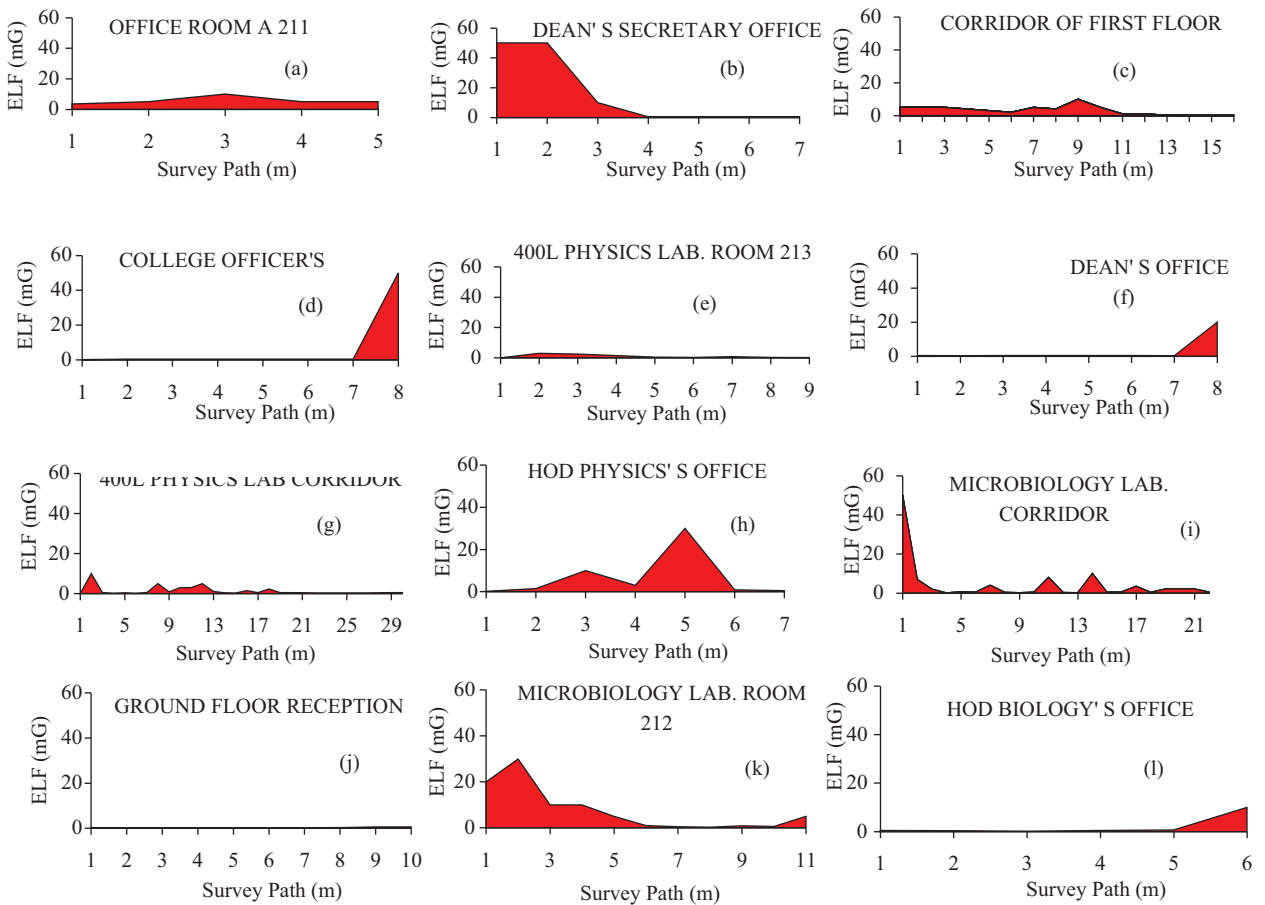 OFFICE ROOM A 211
(a)
ELF (mG)
60
40
20
0
1 2 3 4 5
Survey Path (m)
DEAN' S SECRETARY OFFICE
(b)
ELF (mG)
60
40
20
0
1 2 3 4 5 6 7
Survey Path (m)
CORRIDOR OF FIRST FLOOR
(c)
ELF (mG)
60
40
20
0
1 3 5 7 9 11 13 15
Survey Path (m)
COLLEGE OFFICER'S
(d)
ELF (mG)
60
40
20
0
1 2 3 4 5 6 7 8
Survey Path (m)
400L PHYSICS LAB. ROOM 213
(e)
ELF (mG)
60
40
20
0
1 2 3 4 5 6 7 8 9
Survey Path (m)
DEAN' S OFFICE
(f)
ELF (mG)
60
40
20
0
1 2 3 4 5 6 7 8
Survey Path (m)
400L PHYSICS LAB CORRIDOR
(g)
ELF (mG)
60
40
20
0
1 5 9 13 17 21 25 29
Survey Path (m)
HOD PHYSICS' S OFFICE
(h)
ELF (mG)
60
40
20
0
1 2 3 4 5 6 7
Survey Path (m)
MICROBIOLOGY LAB.
CORRIDOR
(i)
ELF (mG)
60
40
20
0
1 5 9 13 17 21
Survey Path (m)
GROUND FLOOR RECEPTION
(j)
ELF (mG)
60
40
20
0
1 2 3 4 5 6 7 8 9 10
Survey Path (m)
MICROBIOLOGY LAB. ROOM
212
(k)
ELF (mG)
60
40
20
0
1 3 5 7 9 11
Survey Path (m)
HOD BIOLOGY' S OFFICE
(l)
ELF (mG)
60
40
20
0
1 2 3 4 5 6
Survey Path (m)